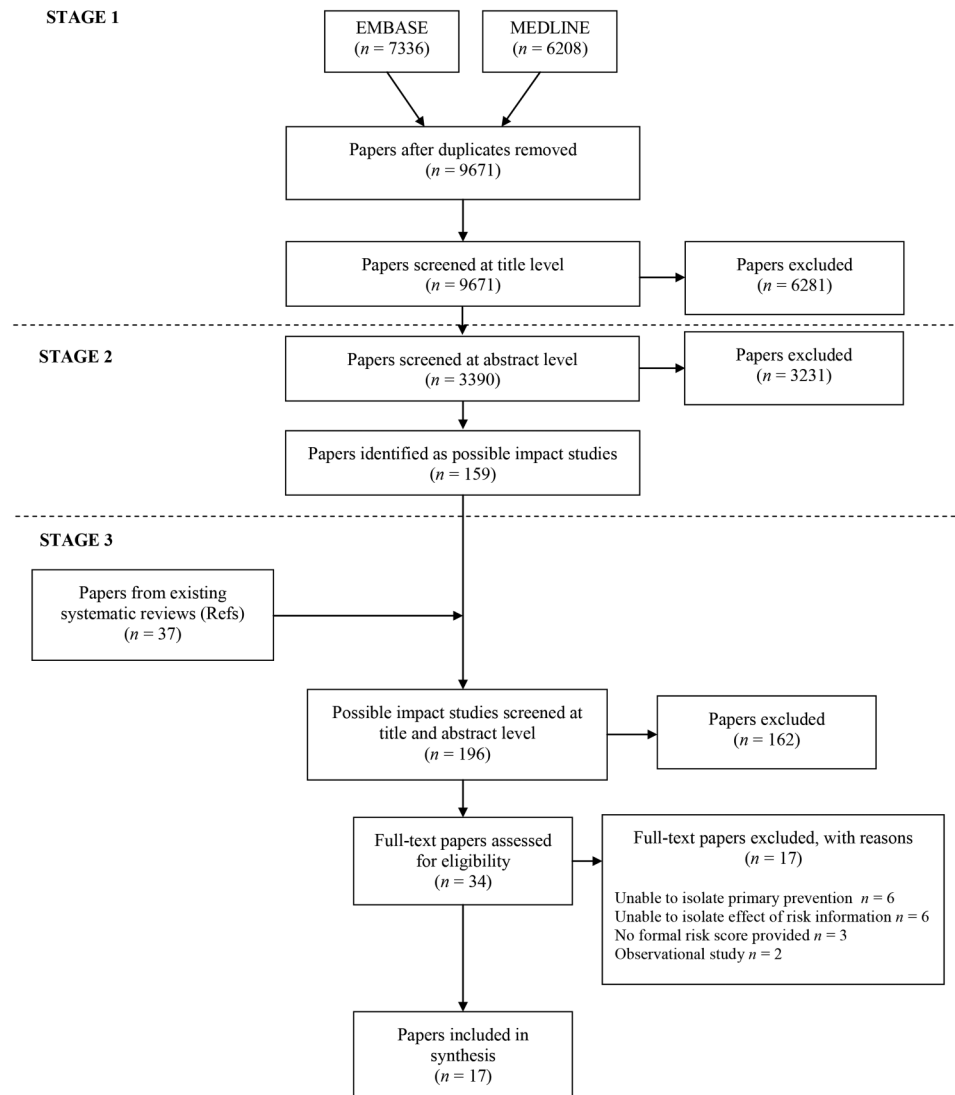 STAGE 1
EMBASE
(n = 7336)
MEDLINE
(n = 6208)
Papers after duplicates removed
(n = 9671)
Papers screened at title level
(n = 9671)
Papers excluded
(n = 6281)
STAGE 2
Papers screened at abstract level
(n = 3390)
Papers excluded
(n = 3231)
Papers identified as possible impact studies
(n = 159)
STAGE 3
Papers from existing
systematic reviews (Refs)
(n = 37)
Possible impact studies screened at
title and abstract level
(n = 196)
Papers excluded
(n = 162)
Full-text papers assessed
for eligibility
(n = 34)
Full-text papers excluded, with reasons
(n = 17)
Unable to isolate primary prevention n = 6
Unable to isolate effect of risk information n = 6
No formal risk score provided n = 3
Observational study n = 2
Papers included in
synthesis
(n = 17)